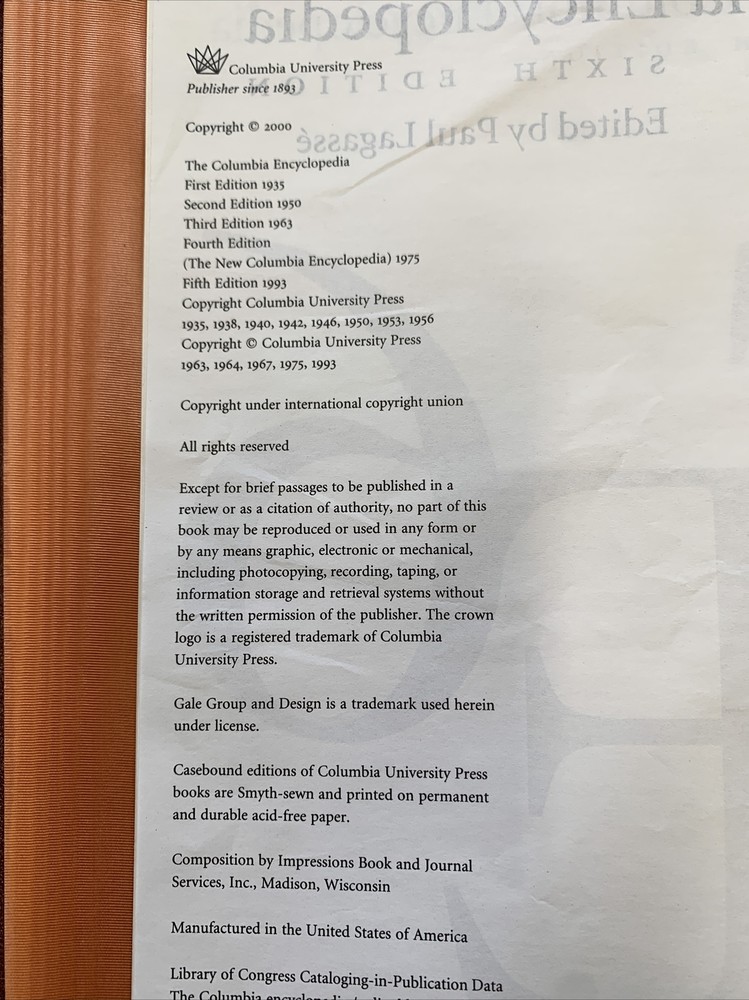 a Encyclopedia
SIXTH EDITION
Edited by Paul Lagassé
Columbia University Press
Publisher since 1893
Copyright © 2000
The Columbia Encyclopedia
First Edition 1935
Second Edition 1950
Third Edition 1963
Fourth Edition
(The New Columbia Encyclopedia) 1975
Fifth Edition 1993
Copyright Columbia University Press
1935, 1938, 1940, 1942, 1946, 1950, 1953, 1956
Copyright © Columbia University Press
1963, 1964, 1967, 1975, 1993
Copyright under international copyright union
All rights reserved
Except for brief passages to be published in a
review or as a citation of authority, no part of this
book may be reproduced or used in any form or
by any means graphic, electronic or mechanical,
including photocopying, recording, taping, or
information storage and retrieval systems without
the written permission of the publisher. The crown
logo is a registered trademark of Columbia
University Press.
Gale Group and Design is a trademark used herein
under license.
Casebound editions of Columbia University Press
books are Smyth-sewn and printed on permanent
and durable acid-free paper.
Composition by Impressions Book and Journal
Services, Inc., Madison, Wisconsin
Manufactured in the United States of America
Library of Congress Cataloging-in-Publication Data
The Columbia